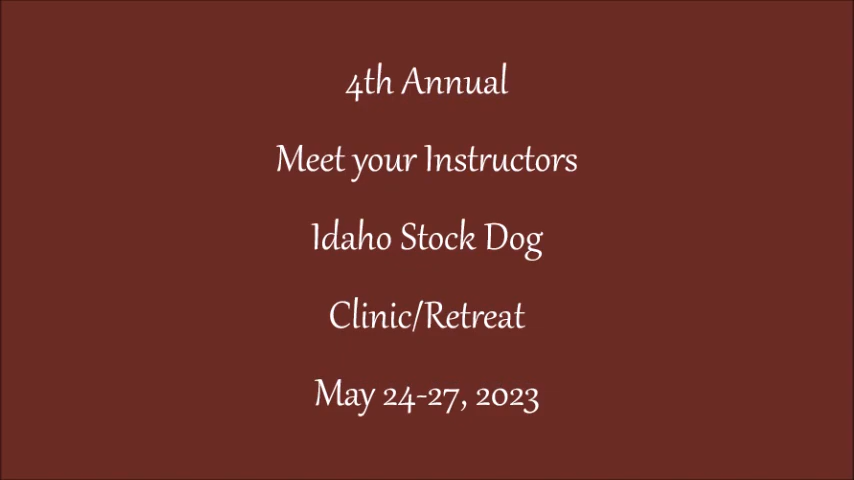 4th Annual
Meet your Instructors
Idaho Stock Dog
Clinic/Retreat
May 24-27, 2023